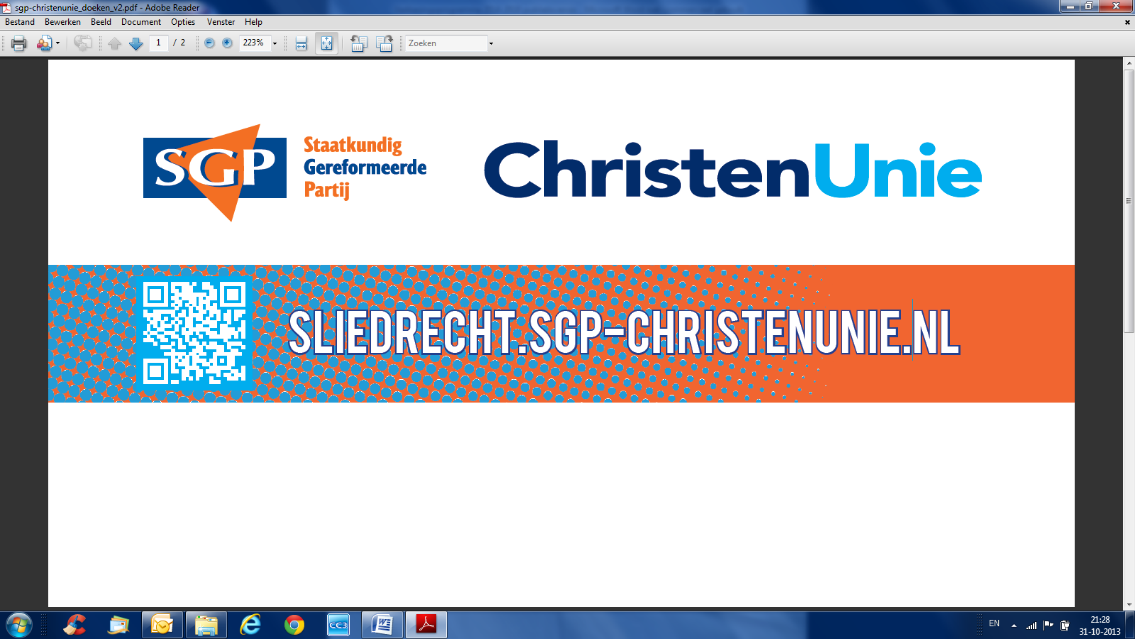 sgp-christenunie_doeken_v2.pdf - Adobe Reader
Bestand Bewerken Beeld Document Opties Venster Help
1 / 2 223% Zoeken
SGP
Staatkundig
Gereformeerde
Partij
ChristenUnie
SLIEDRECHT.SGP-CHRISTENUNIE.NL
CC3
EN
21:28
31-10-2013